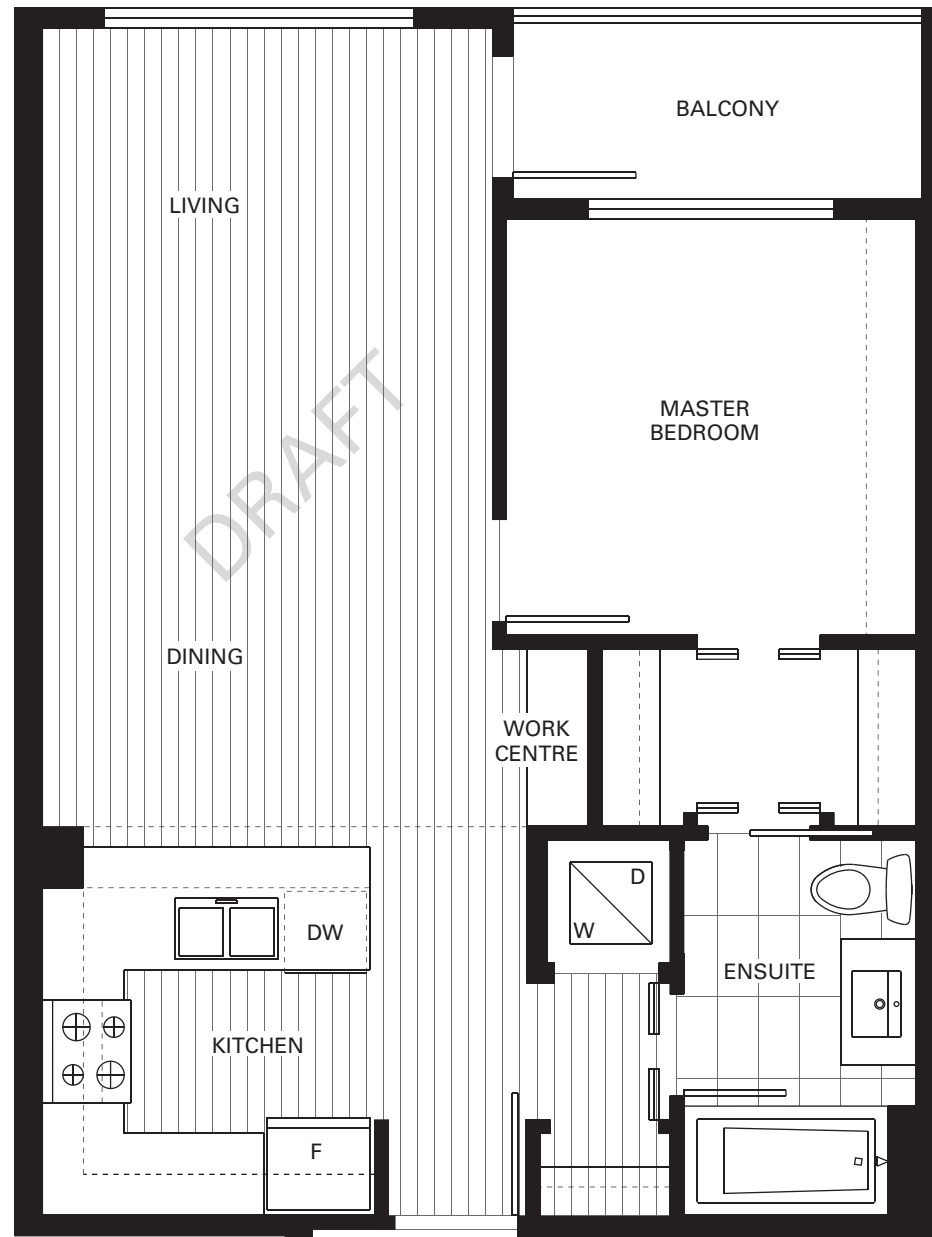 BALCONY
LIVING
DRAFT
MASTER
BEDROOM
DINING
WORK
CENTRE
D
W
DW
ENSUITE
KITCHEN
F